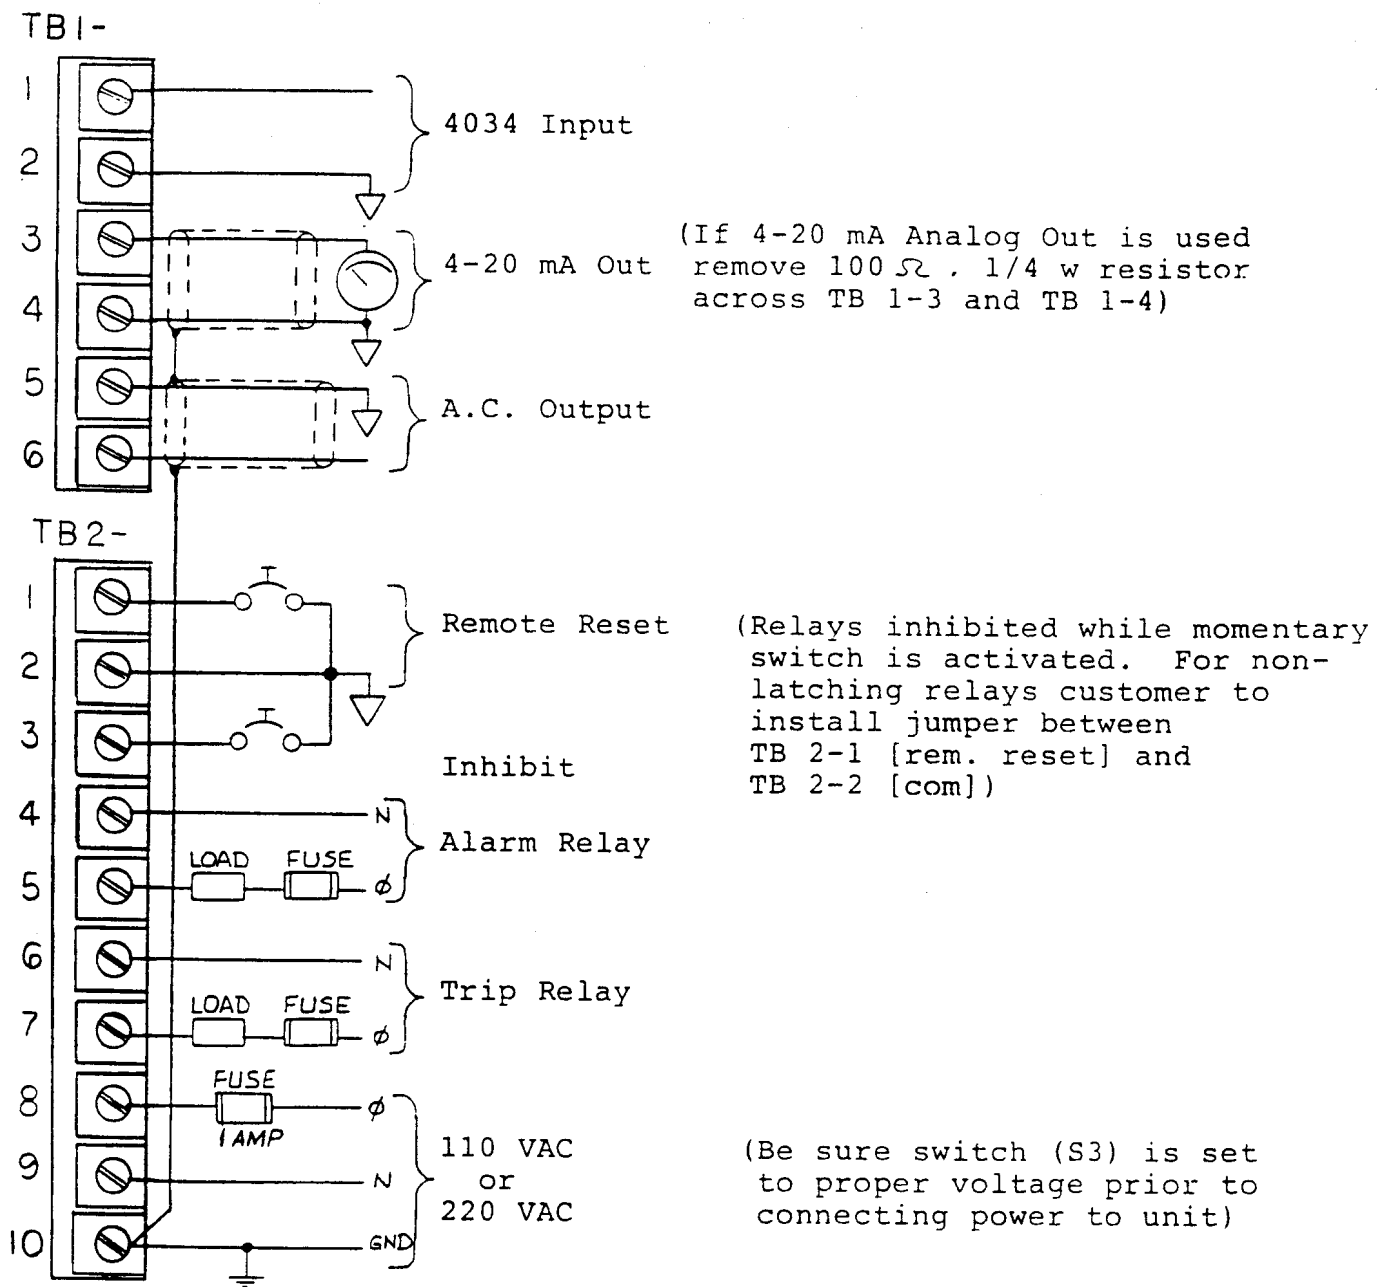 TB1-
1
4034 Input
2
3
4-20 mA Out
(If 4-20 mA Analog Out is used
remove 100 Ω . 1/4 w resistor
across TB 1-3 and TB 1-4)
4
5
A.C. Output
6
TB2-
1
Remote Reset
(Relays inhibited while momentary
switch is activated. For non-
latching relays customer to
install jumper between
TB 2-1 [rem. reset] and
TB 2-2 [com])
2
3
Inhibit
4
N
Alarm Relay
LOAD FUSE
5
ϕ
6
N
Trip Relay
LOAD FUSE
7
ϕ
FUSE
8
ϕ
1 AMP
110 VAC
or
220 VAC
(Be sure switch (S3) is set
to proper voltage prior to
connecting power to unit)
9
N
10
GND